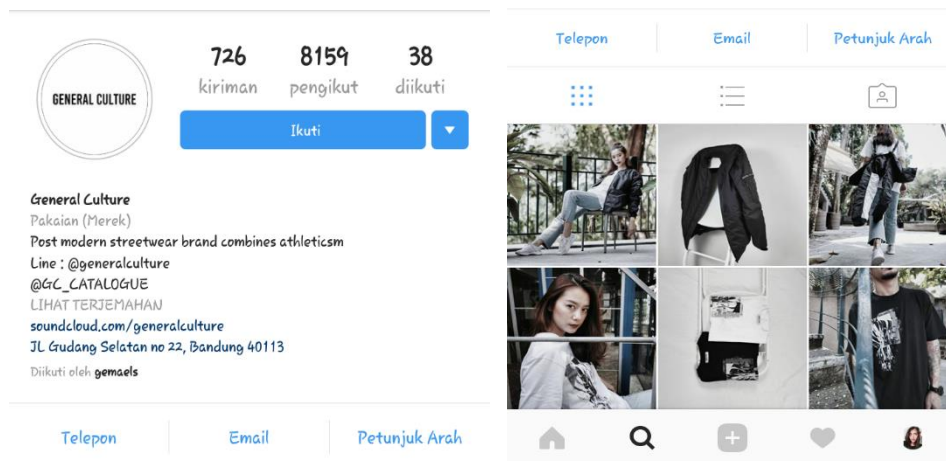 GENERAL CULTURE
726 8159 38
kiriman pengikut diikuti
Ikuti
General Culture
Pakaian (Merek)
Post modern streetwear brand combines athleticsm
Line : @generalculture
@GC_CATALOGUE
LIHAT TERJEMAHAN
soundcloud.com/generalculture
JL Gudang Selatan no 22, Bandung 40113
Diikuti oleh gemaels
Telepon Email Petunjuk Arah
Telepon Email Petunjuk Arah